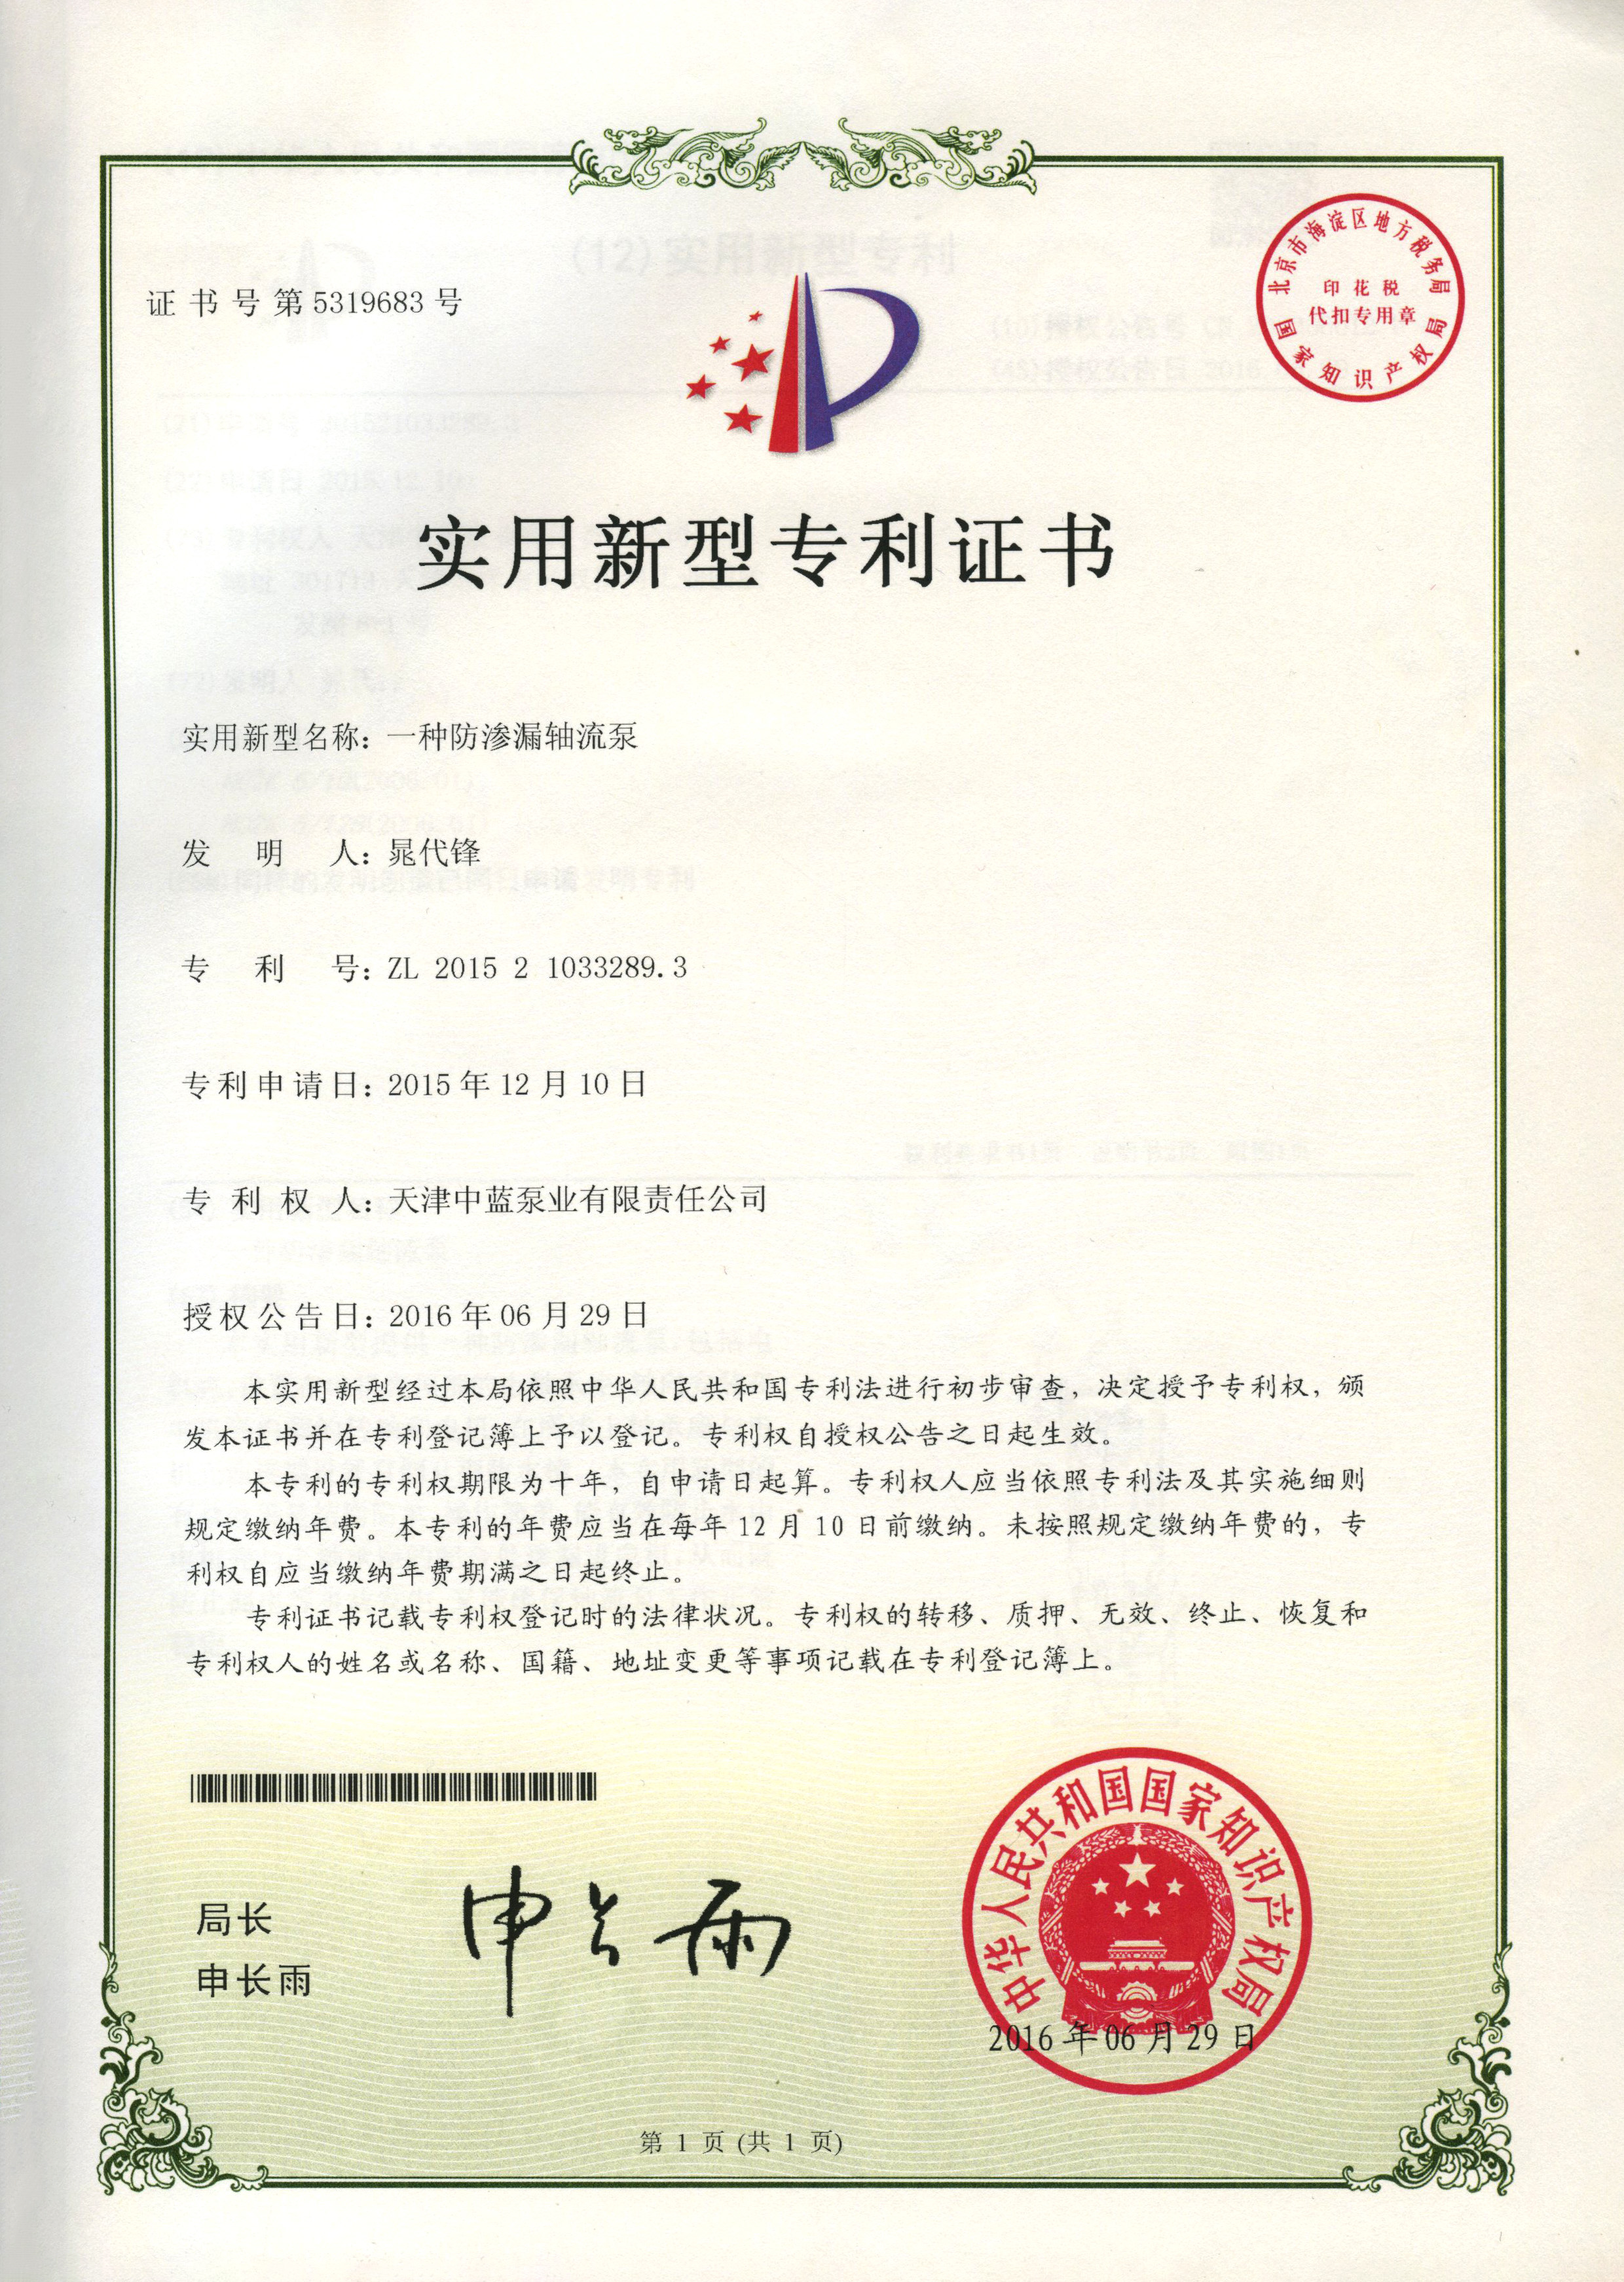 证书号第5319683号
北京市海淀区地方税务局
印花税
代扣专用章
国家知识产权局
实用新型专利证书
实用新型名称：一种防渗漏轴流泵
发明人：晁代锋
专利号：ZL 2015 2 1033289.3
专利申请日：2015年12月10日
专利权人：天津中蓝泵业有限责任公司
授权公告日：2016年06月29日
本实用新型经过本局依照中华人民共和国专利法进行初步审查，决定授予专利权，颁
发本证书并在专利登记簿上予以登记。专利权自授权公告之日起生效。
本专利的专利权期限为十年，自申请日起算。专利权人应当依照专利法及其实施细则
规定缴纳年费。本专利的年费应当在每年12月10日前缴纳。未按照规定缴纳年费的，专
利权自应当缴纳年费期满之日起终止。
专利证书记载专利权登记时的法律状况。专利权的转移、质押、无效、终止、恢复和
专利权人的姓名或名称、国籍、地址变更等事项记载在专利登记簿上。
局长
申长雨
申长雨
中华人民共和国国家知识产权局
2016年06月29日
第1页(共1页)